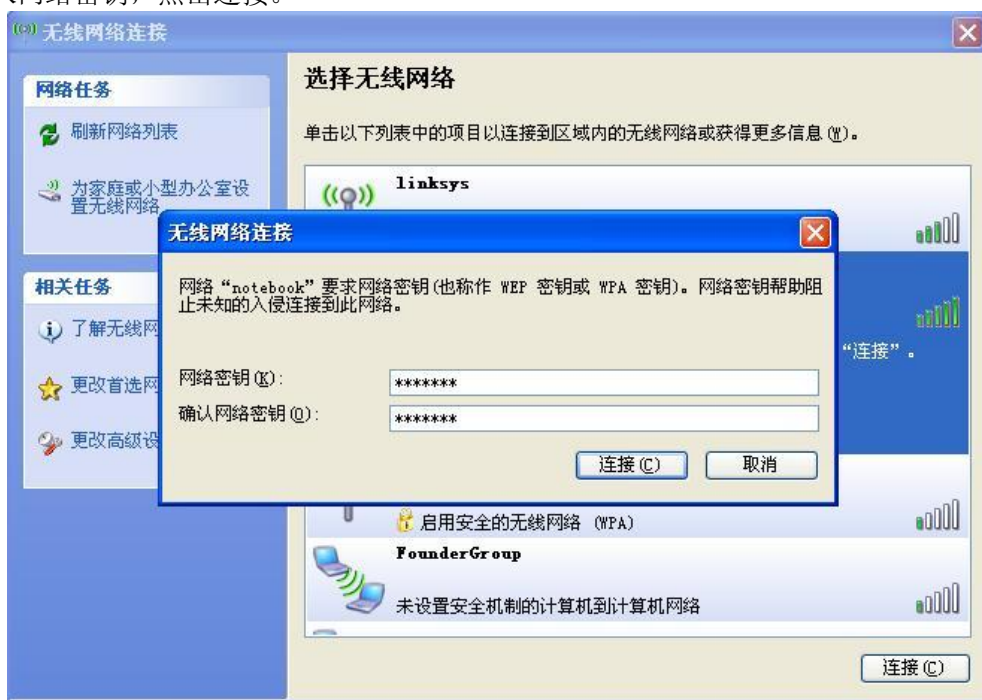 网络密钥，点击连接。
无线网络连接
网络任务
刷新网络列表
为家庭或小型办公室设
置无线网络
相关任务
了解无线网
更改首选网
更改高级设
选择无线网络
单击以下列表中的项目以连接到区域内的无线网络或获得更多信息(W)。
linksys
“连接”。
无线网络连接
网络“notebook”要求网络密钥(也称作 WEP 密钥或 WPA 密钥)。网络密钥帮助阻
止未知的入侵连接到此网络。
网络密钥(K):
*******
确认网络密钥(O):
*******
连接(C)
取消
启用安全的无线网络 (WPA)
FounderGroup
未设置安全机制的计算机到计算机网络
连接(C)